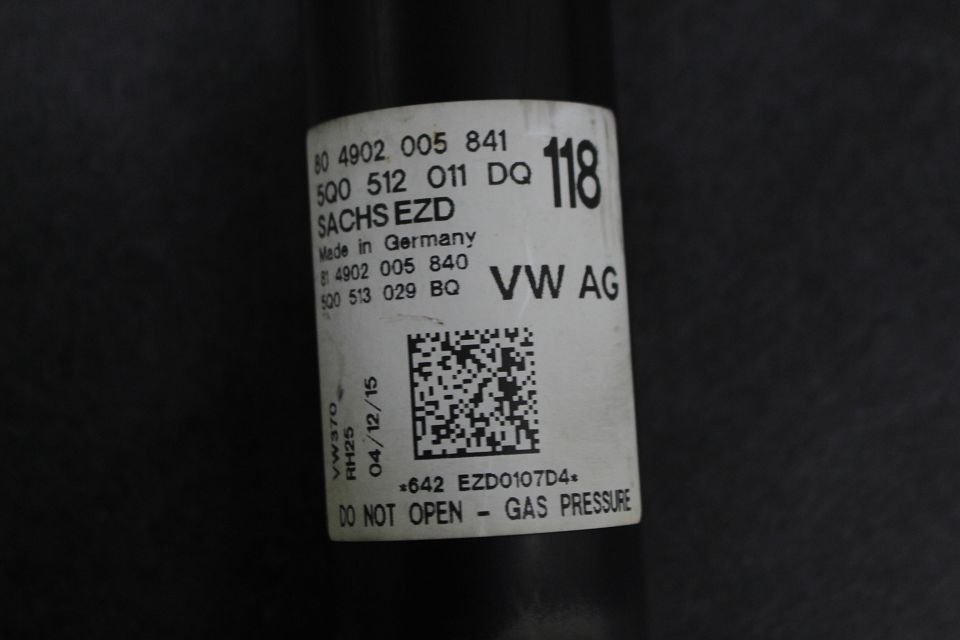 80 4902 005 841
5Q0 512 011 DQ
118
SACHS EZD
Made in Germany
81 4902 005 840
5Q0 513 029 BQ
VW AG
VW370
RH25
04/12/15
*642 EZD0107D4*
DO NOT OPEN - GAS PRESSURE